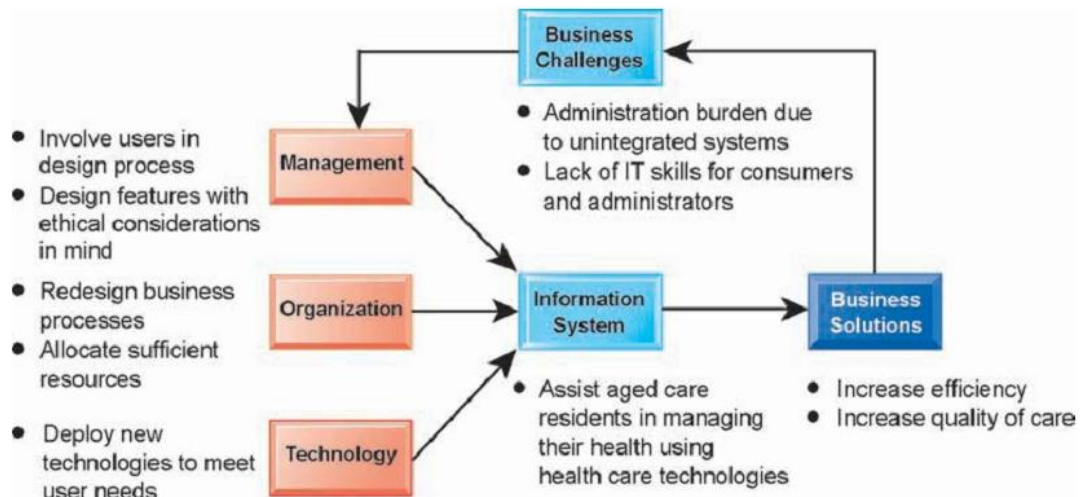 Business
Challenges
• Administration burden due
to unintegrated systems
• Lack of IT skills for consumers
and administrators
• Involve users in
design process
• Design features with
ethical considerations
in mind
Management
• Redesign business
processes
• Allocate sufficient
resources
Organization
Information
System
Business
Solutions
• Assist aged care
residents in managing
their health using
health care technologies
• Increase efficiency
• Increase quality of care
• Deploy new
technologies to meet
user needs
Technology